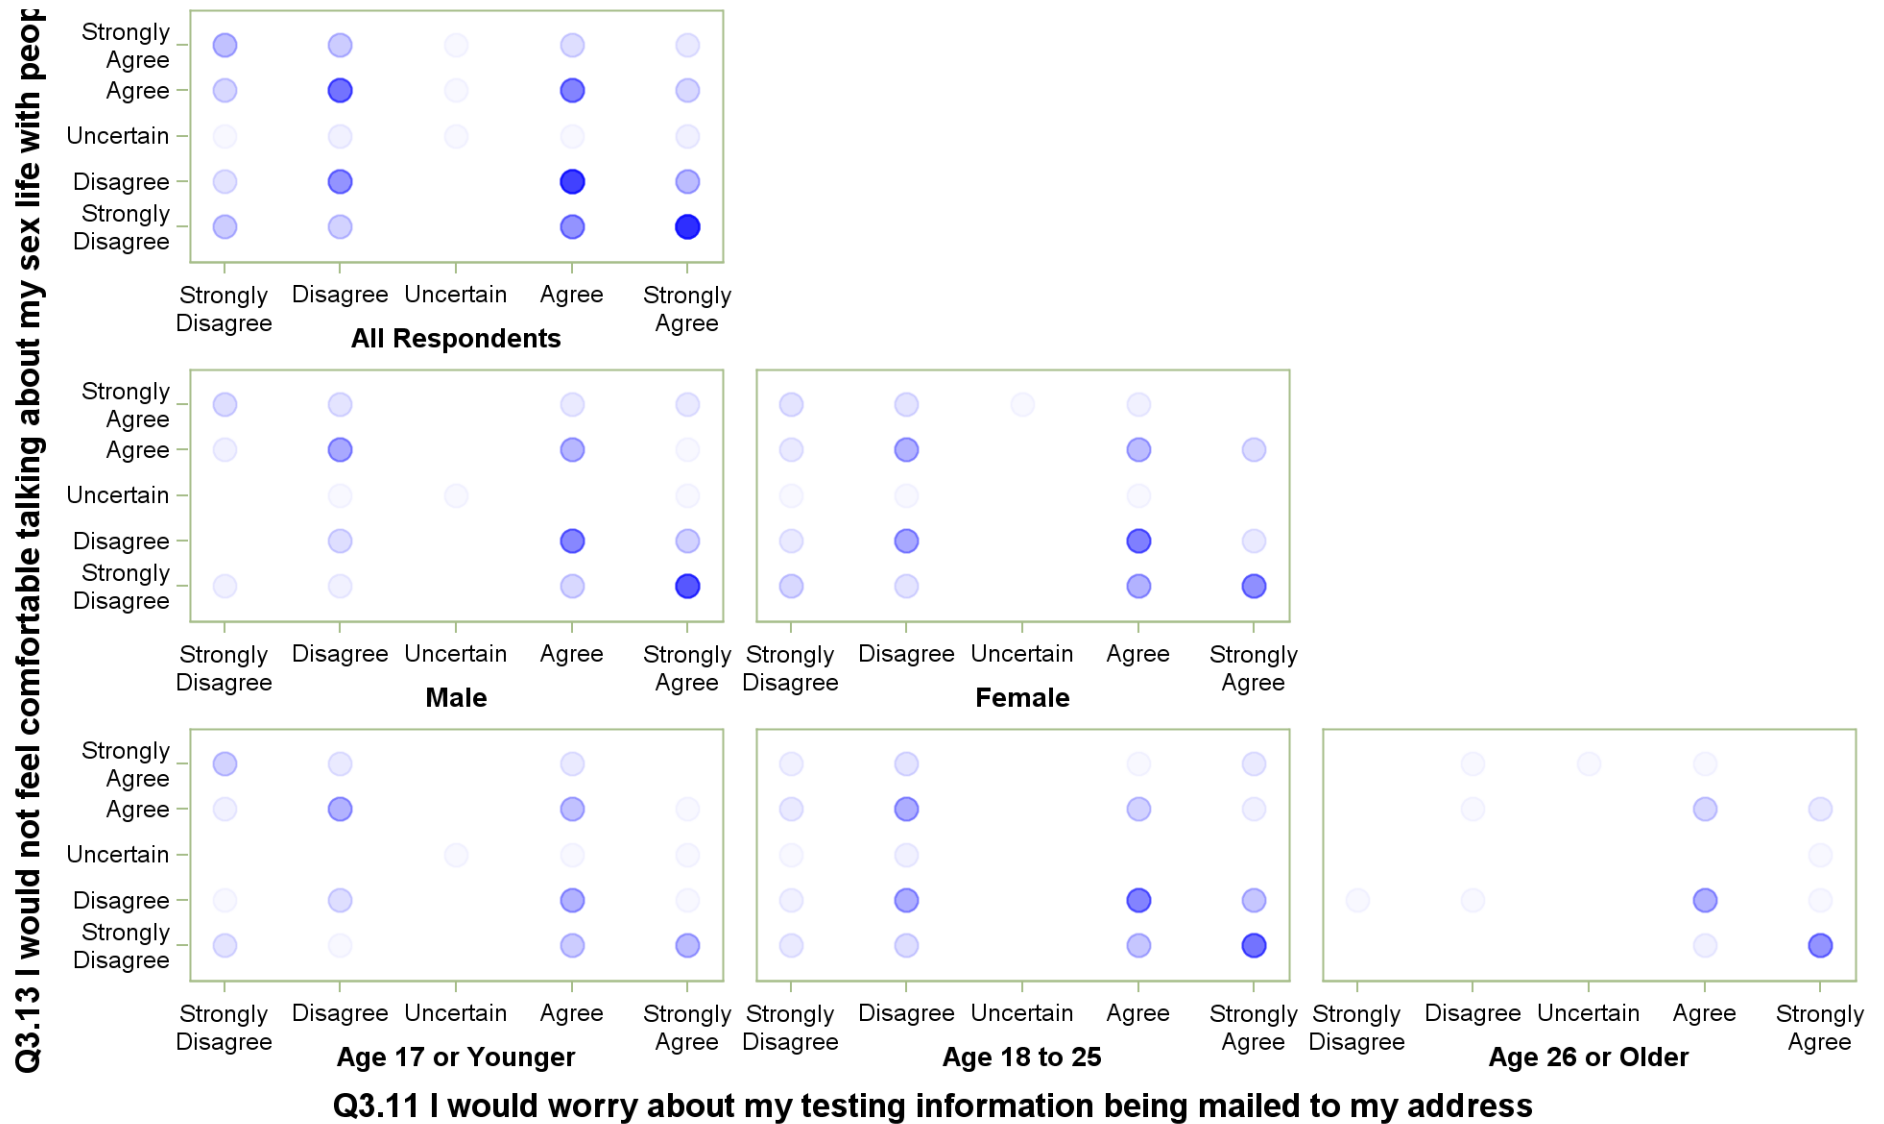 Q3.13 I would not feel comfortable talking about my sex life with
Strongly
Agree
Agree
Uncertain
Disagree
Strongly
Disagree
Strongly
Disagree
Disagree
Uncertain
Agree
Strongly
Agree
All Respondents
Strongly
Agree
Agree
Uncertain
Disagree
Strongly
Disagree
Strongly
Disagree
Disagree
Uncertain
Agree
Strongly
Agree
Male
Strongly
Disagree
Disagree
Uncertain
Agree
Strongly
Agree
Female
Strongly
Agree
Agree
Uncertain
Disagree
Strongly
Disagree
Strongly
Disagree
Disagree
Uncertain
Agree
Strongly
Agree
Age 17 or Younger
Strongly
Disagree
Disagree
Uncertain
Agree
Strongly
Agree
Age 18 to 25
Strongly
Disagree
Disagree
Uncertain
Agree
Strongly
Agree
Age 26 or Older
Q3.11 I would worry about my testing information being mailed to my address